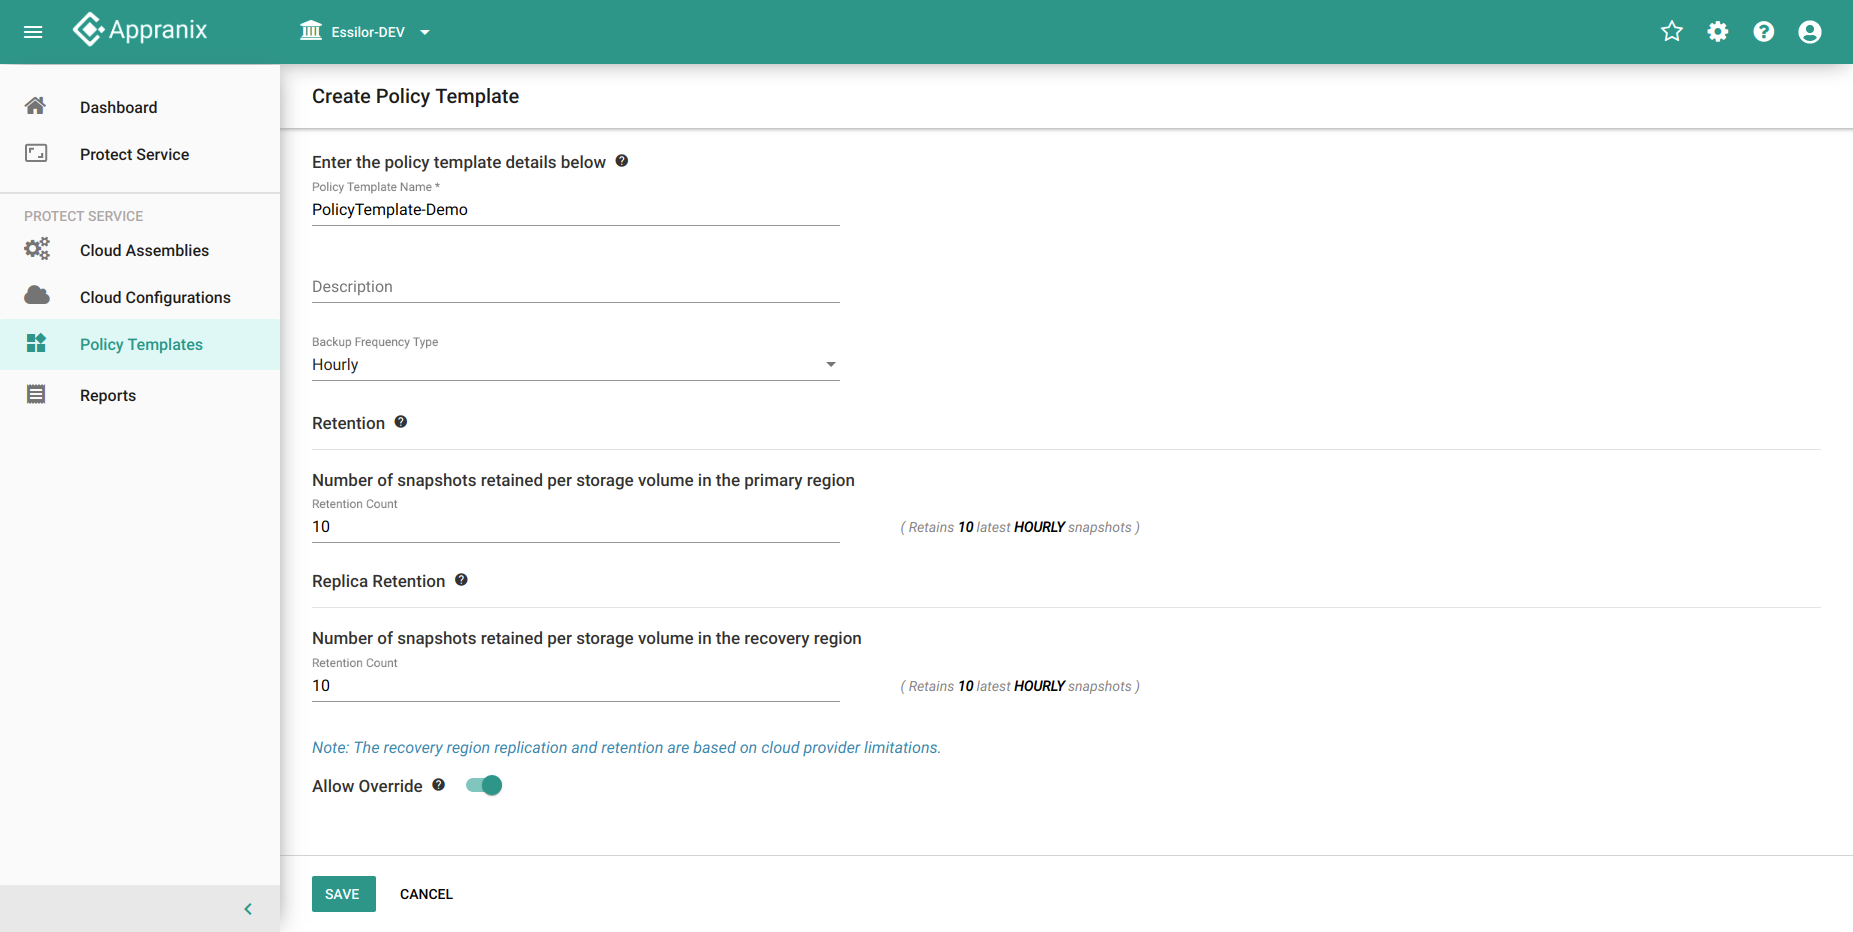 Appranix
Essilor-DEV
Dashboard
Protect Service
PROTECT SERVICE
Cloud Assemblies
Cloud Configurations
Policy Templates
Reports
Create Policy Template
Enter the policy template details below
Policy Template Name *
PolicyTemplate-Demo
Description
Backup Frequency Type
Hourly
Retention
Number of snapshots retained per storage volume in the primary region
Retention Count
10
( Retains 10 latest HOURLY snapshots )
Replica Retention
Number of snapshots retained per storage volume in the recovery region
Retention Count
10
( Retains 10 latest HOURLY snapshots )
Note: The recovery region replication and retention are based on cloud provider limitations.
Allow Override
SAVE
CANCEL